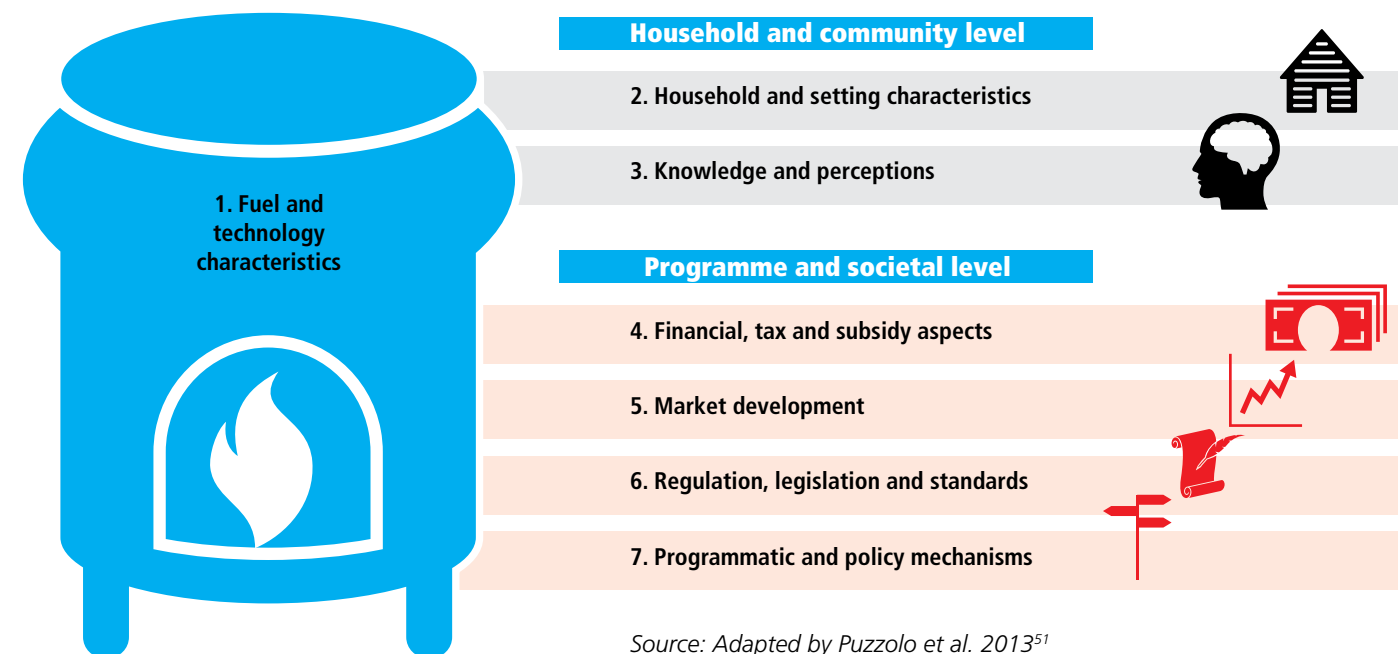 1. Fuel and
technology
characteristics
Household and community level
2. Household and setting characteristics
3. Knowledge and perceptions
Programme and societal level
4. Financial, tax and subsidy aspects
5. Market development
6. Regulation, legislation and standards
7. Programmatic and policy mechanisms
Source: Adapted by Puzzolo et al. 2013⁵¹